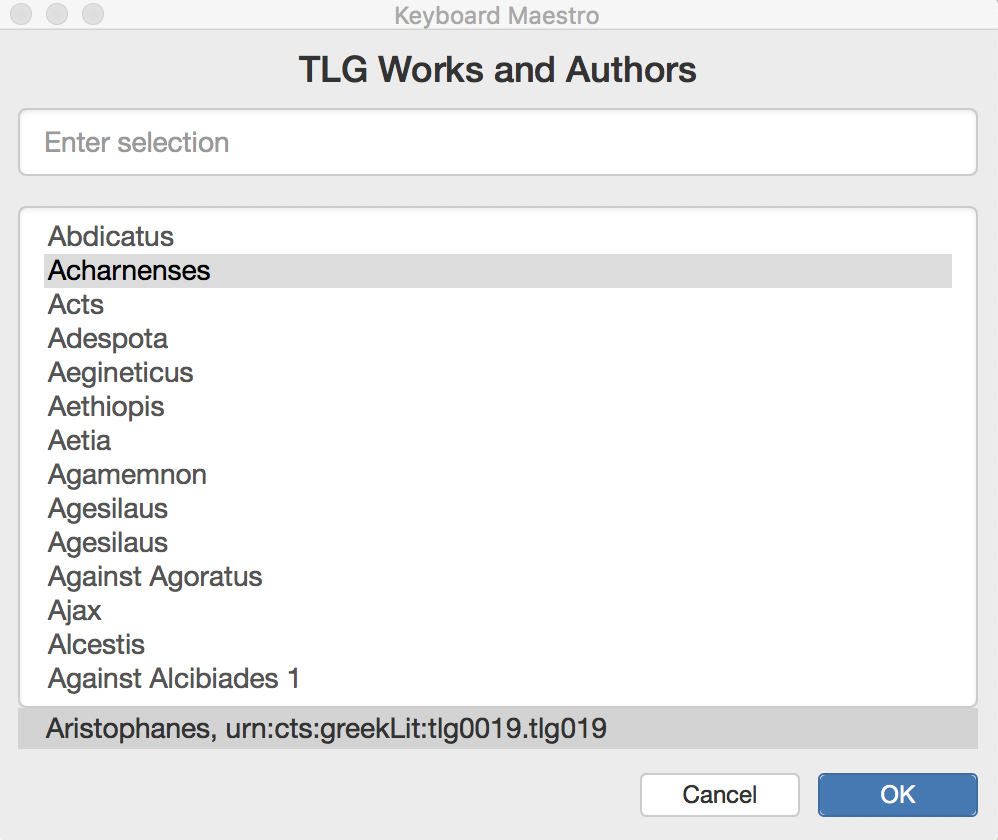 Keyboard Maestro
TLG Works and Authors
Enter selection
Abdicatus
Acharnenses
Acts
Adespota
Aegineticus
Aethiopis
Aetia
Agamemnon
Agesilaus
Agesilaus
Against Agoratus
Ajax
Alcestis
Against Alcibiades 1
Aristophanes, urn:cts:greekLit:tlg0019.tlg019
Cancel OK